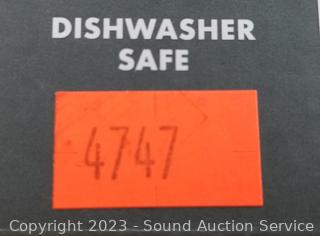 DISHWASHER
SAFE
4747
Copyright 2023 - Sound Auction Service